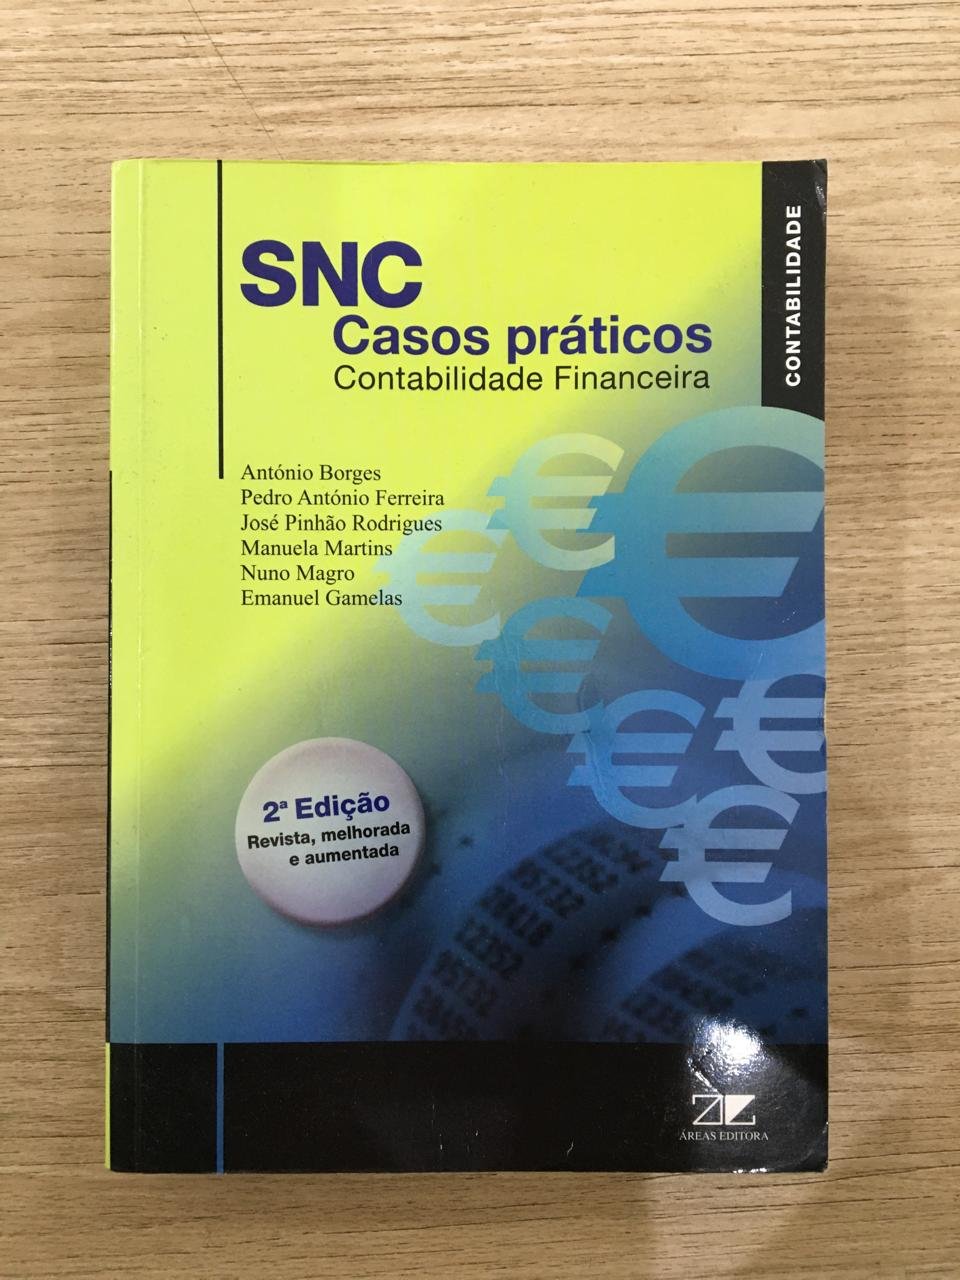 SNC
Casos práticos
Contabilidade Financeira
CONTABILIDADE
António Borges
Pedro António Ferreira
José Pinhão Rodrigues
Manuela Martins
Nuno Magro
Emanuel Gamelas
2ª Edição
Revista, melhorada
e aumentada
ÁREAS EDITORA